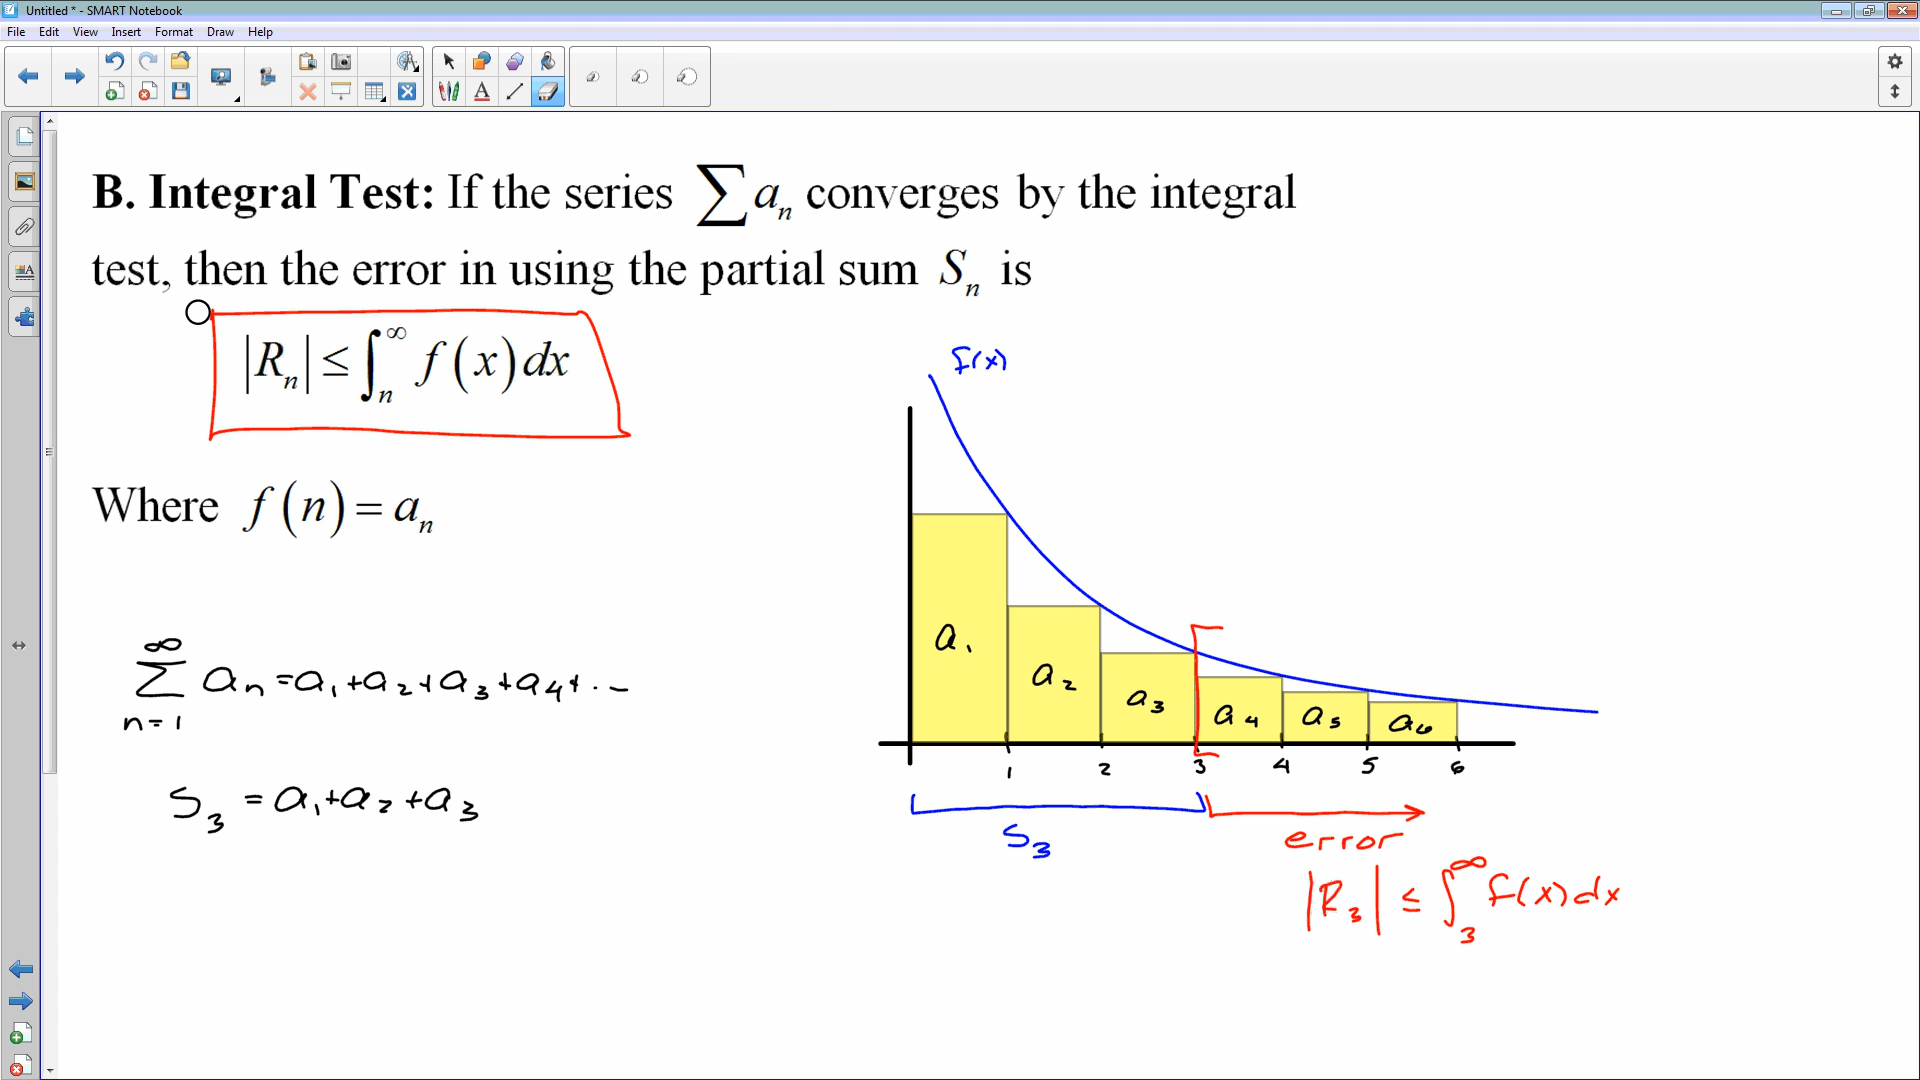 Untitled * - SMART Notebook
File Edit View Insert Format Draw Help
B. Integral Test: If the series ∑ aₙ converges by the integral
test, then the error in using the partial sum Sₙ is
|Rₙ| ≤ ∫ₙ^∞ f(x)dx
Where f(n) = aₙ
∑_{n=1}^∞ aₙ = a₁+a₂+a₃+a₄+...
S₃ = a₁+a₂+a₃
f(x)
a₁ a₂ a₃ a₄ a₅ a₆
1 2 3 4 5 6
S₃ error
|R₃| ≤ ∫₃^∞ f(x)dx